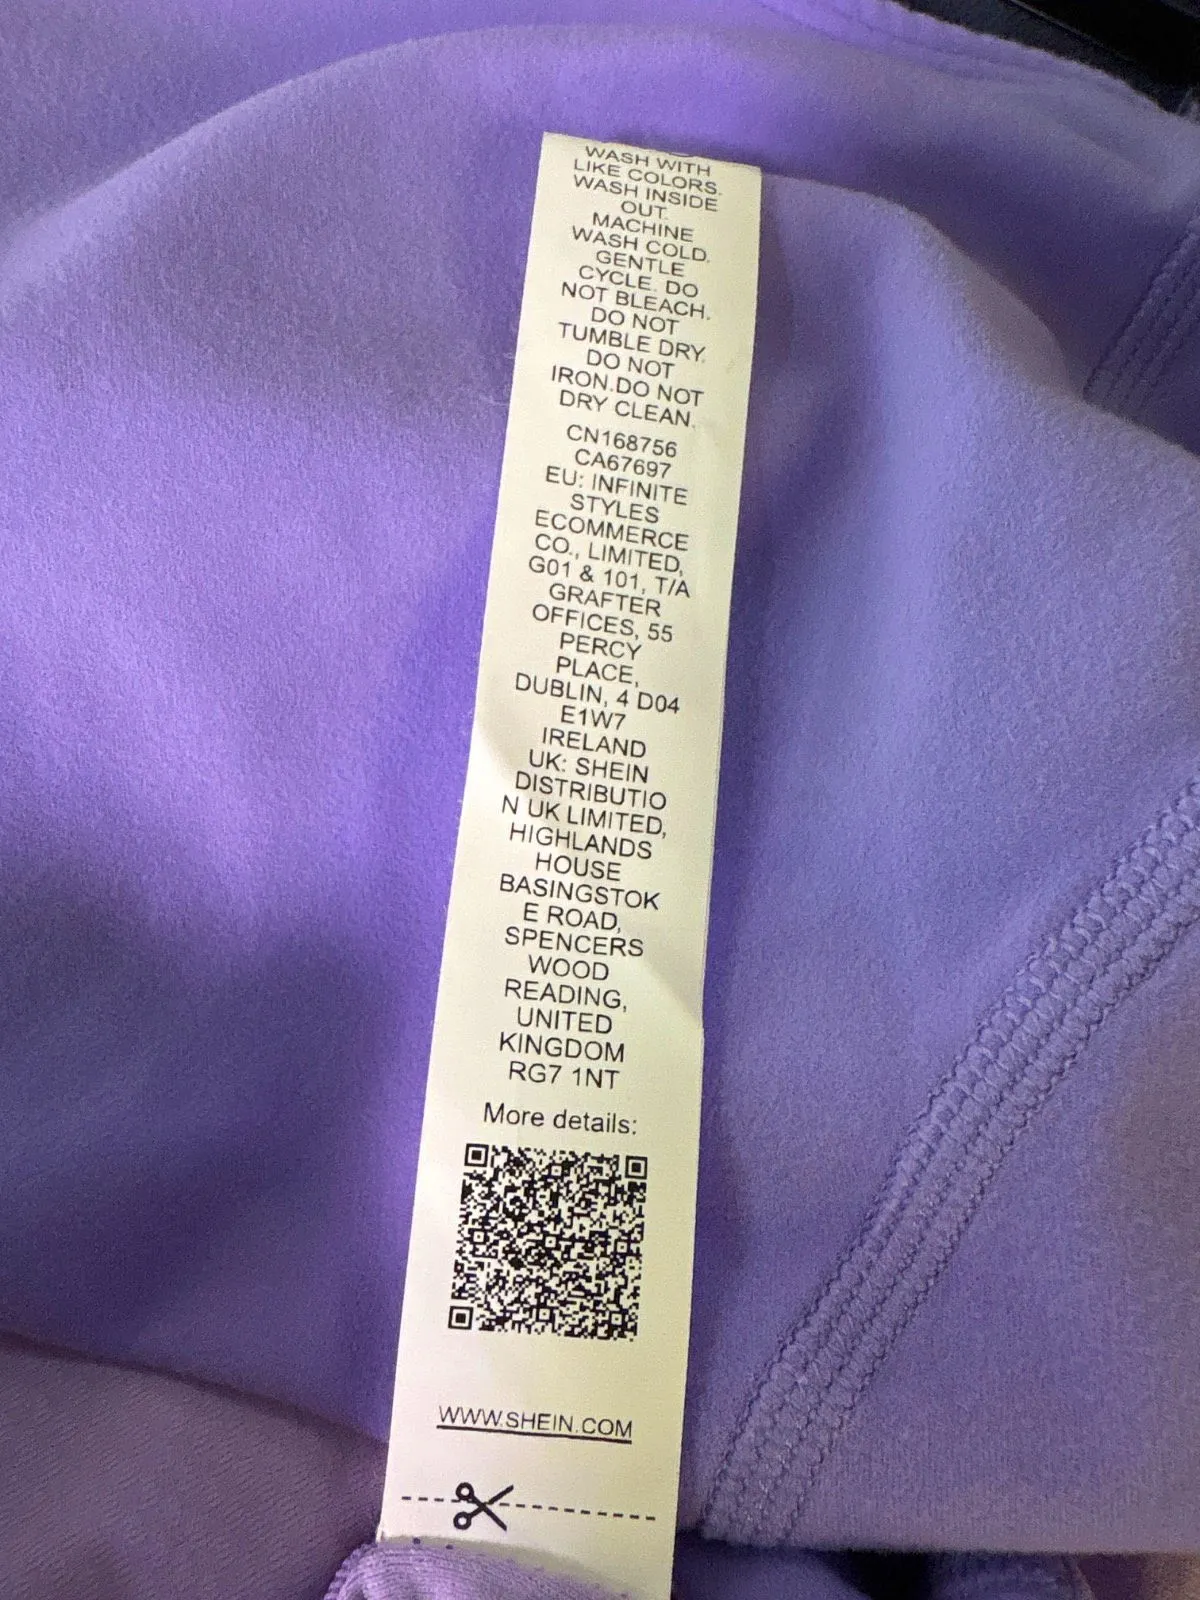 WASH WITH
LIKE COLORS.
WASH INSIDE
OUT.
MACHINE
WASH COLD.
GENTLE
CYCLE. DO
NOT BLEACH.
DO NOT
TUMBLE DRY.
DO NOT
IRON.DO NOT
DRY CLEAN.
CN168756
CA67697
EU: INFINITE
STYLES
ECOMMERCE
CO., LIMITED,
G01 & 101, T/A
GRAFTER
OFFICES, 55
PERCY
PLACE,
DUBLIN, 4 D04
E1W7
IRELAND
UK: SHEIN
DISTRIBUTIO
N UK LIMITED,
HIGHLANDS
HOUSE
BASINGSTOK
E ROAD,
SPENCERS
WOOD
READING,
UNITED
KINGDOM
RG7 1NT
More details:
WWW.SHEIN.COM